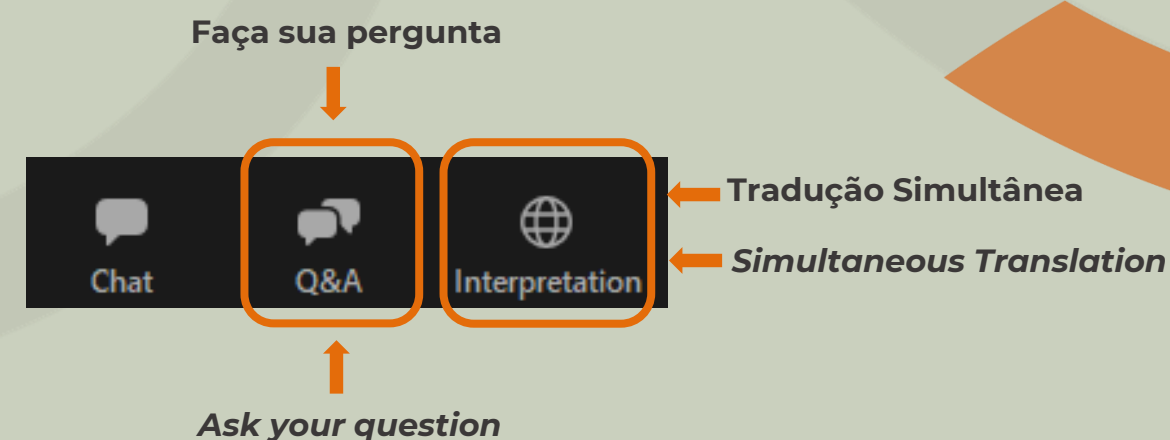 Faça sua pergunta
Chat
Q&A
Interpretation
Tradução Simultânea
Simultaneous Translation
Ask your question